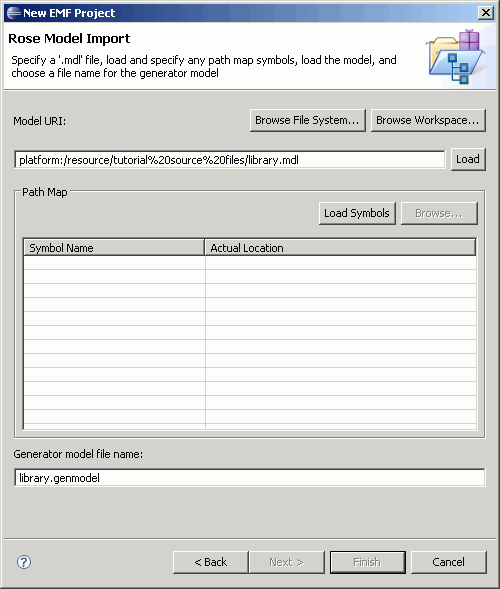 New EMF Project
Rose Model Import
Specify a '.mdl' file, load and specify any path map symbols, load the model, and
choose a file name for the generator model
Model URI:
Browse File System...
Browse Workspace...
platform:/resource/tutorial%20source%20files/library.mdl
Load
Path Map
Load Symbols
Browse...
Symbol Name
Actual Location
Generator model file name:
library.genmodel
?
< Back
Next >
Finish
Cancel